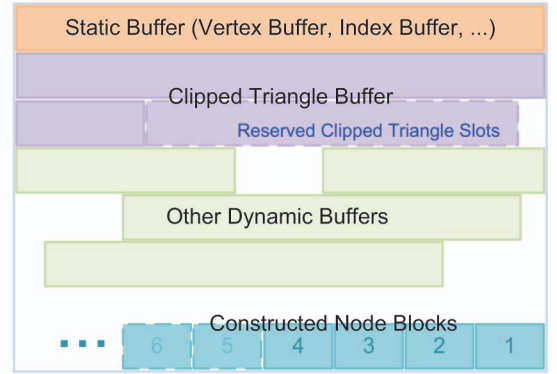 Static Buffer (Vertex Buffer, Index Buffer, ...)
Clipped Triangle Buffer
Reserved Clipped Triangle Slots
Other Dynamic Buffers
Constructed Node Blocks
6 5 4 3 2 1